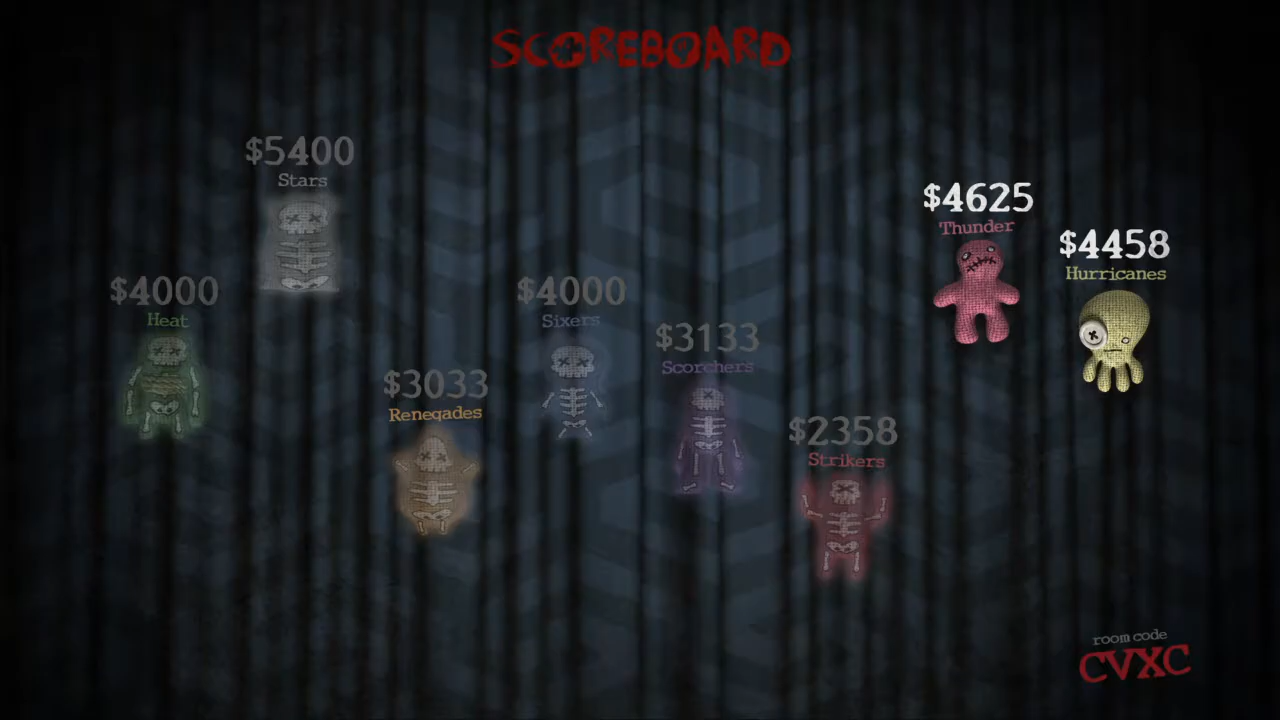 SCOREBOARD
$5400
Stars
$4625
Thunder
$4458
Hurricanes
$4000
Heat
$4000
Sixers
$3133
Scorchers
$3033
Renegades
$2358
Strikers
room code
CVXC